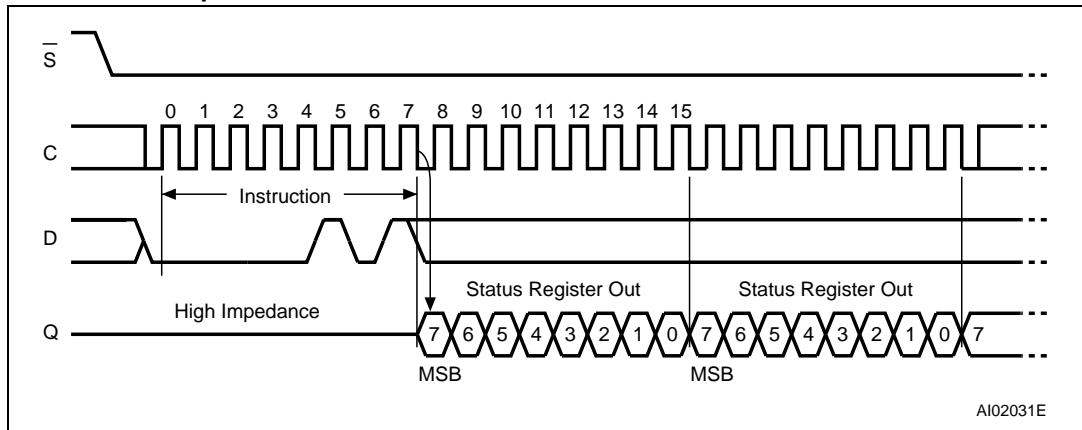 S
0 1 2 3 4 5 6 7 8 9 10 11 12 13 14 15
C
Instruction
D
High Impedance
Status Register Out Status Register Out
Q
7 6 5 4 3 2 1 0 7 6 5 4 3 2 1 0 7
MSB MSB
AI02031E